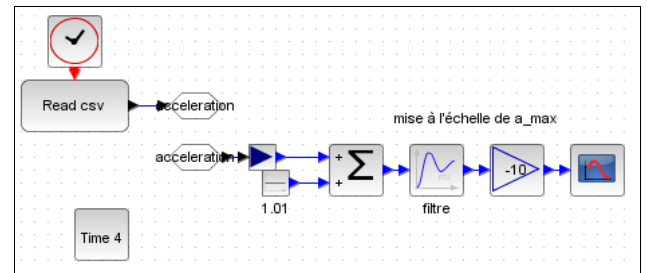 Read csv
acceleration
mise à l'échelle de a_max
acceleration
+
+
Σ
-10
1.01
filtre
Time 4